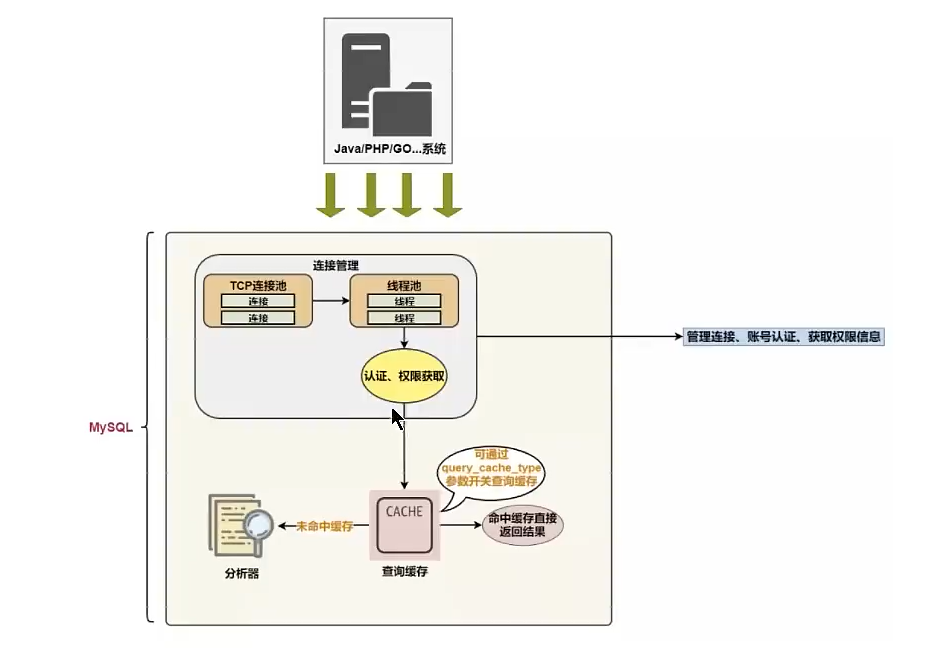 Java/PHP/GO...系统
连接管理
TCP连接池
连接
连接
线程池
线程
线程
认证、权限获取
管理连接、账号认证、获取权限信息
MySQL
可通过
query_cache_type
参数开关查询缓存
CACHE
未命中缓存
命中缓存直接
返回结果
分析器
查询缓存